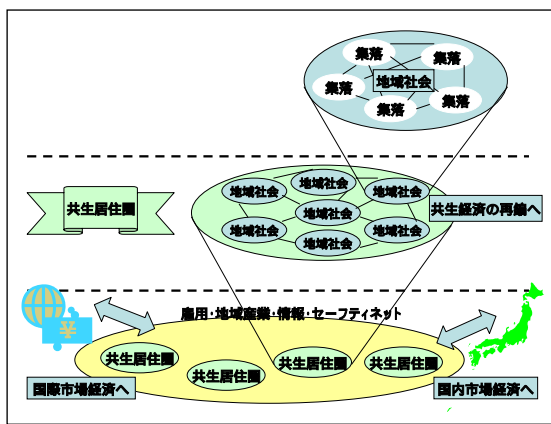 集落
集落
集落
地域社会
集落
集落
地域社会
地域社会
地域社会
共生居住圏
地域社会
共生経済の再編へ
地域社会
地域社会
地域社会
雇用・地域産業・情報・セーフティネット
¥
共生居住圏
共生居住圏
共生居住圏
共生居住圏
国際市場経済へ
国内市場経済へ